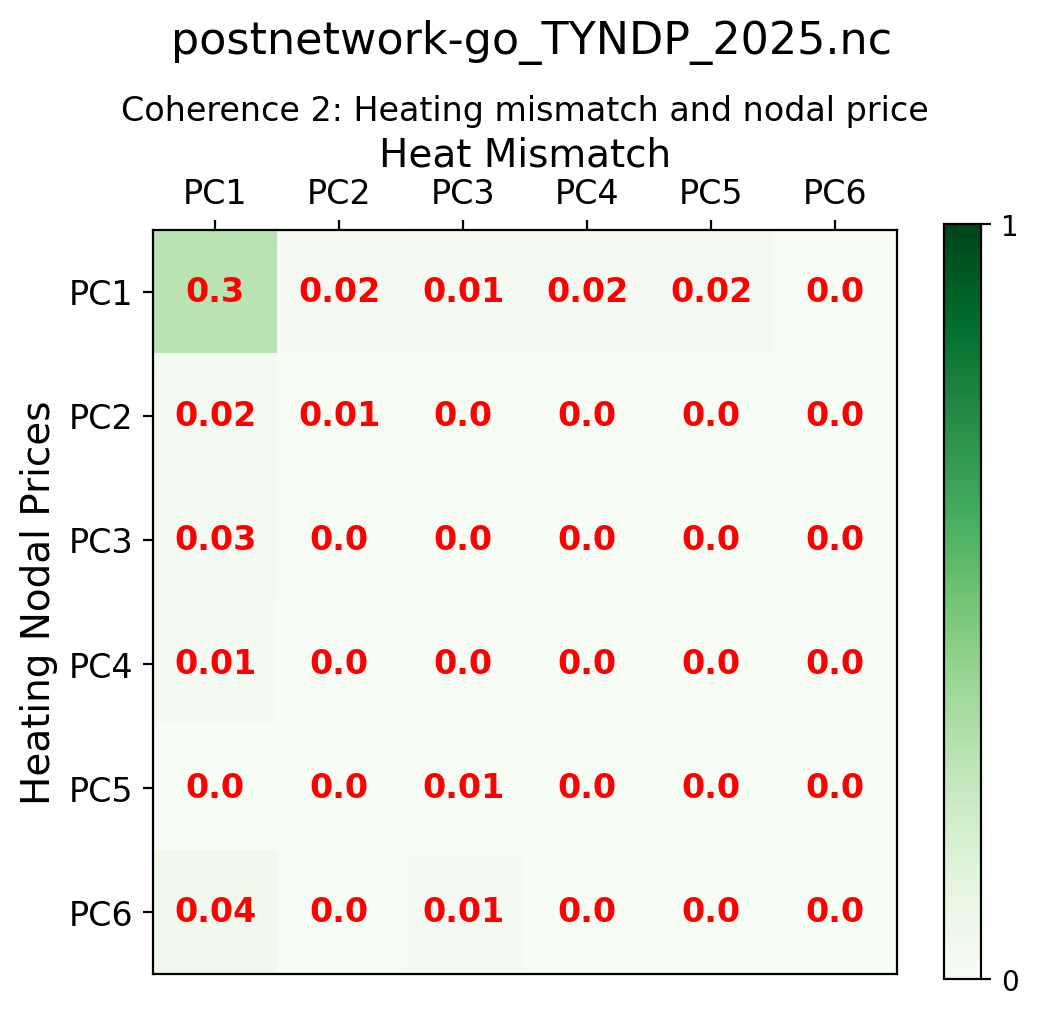 postnetwork-go_TYNDP_2025.nc
Coherence 2: Heating mismatch and nodal price
Heat Mismatch
PC1 PC2 PC3 PC4 PC5 PC6
Heating Nodal Prices
PC1 0.3 0.02 0.01 0.02 0.02 0.0
PC2 0.02 0.01 0.0 0.0 0.0 0.0
PC3 0.03 0.0 0.0 0.0 0.0 0.0
PC4 0.01 0.0 0.0 0.0 0.0 0.0
PC5 0.0 0.0 0.01 0.0 0.0 0.0
PC6 0.04 0.0 0.01 0.0 0.0 0.0
1
0